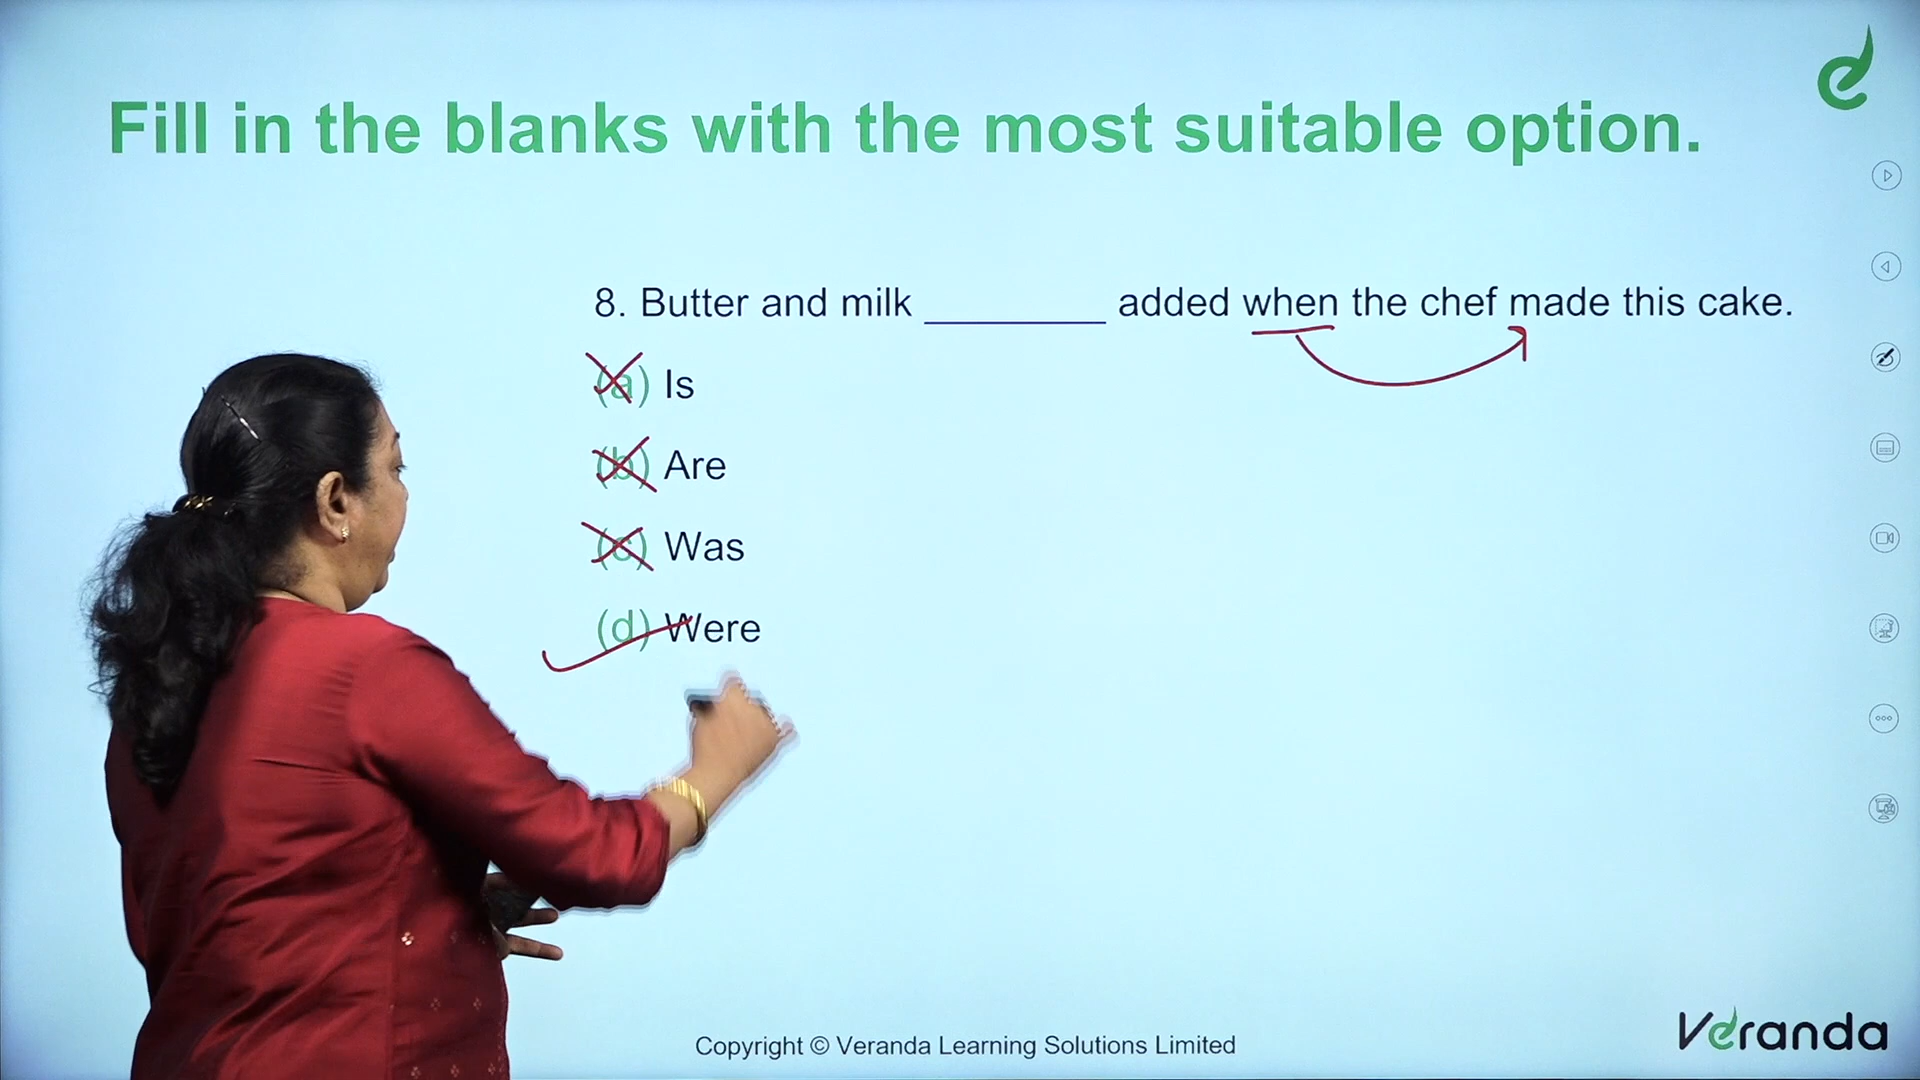 Fill in the blanks with the most suitable option.
8. Butter and milk ________ added when the chef made this cake.
(a) Is
(b) Are
(c) Was
(d) Were
Copyright © Veranda Learning Solutions Limited
Veranda